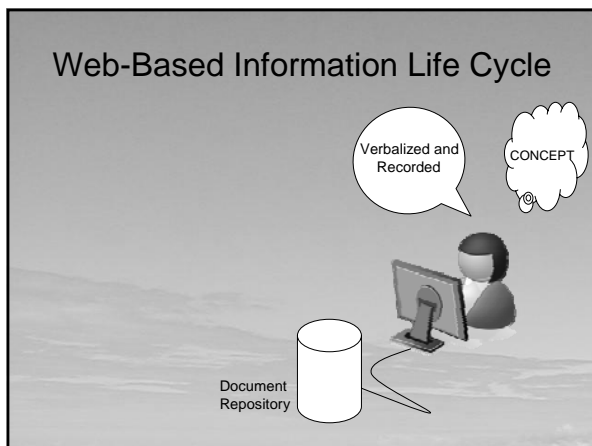 Web-Based Information Life Cycle
Verbalized and
Recorded
CONCEPT
Document
Repository